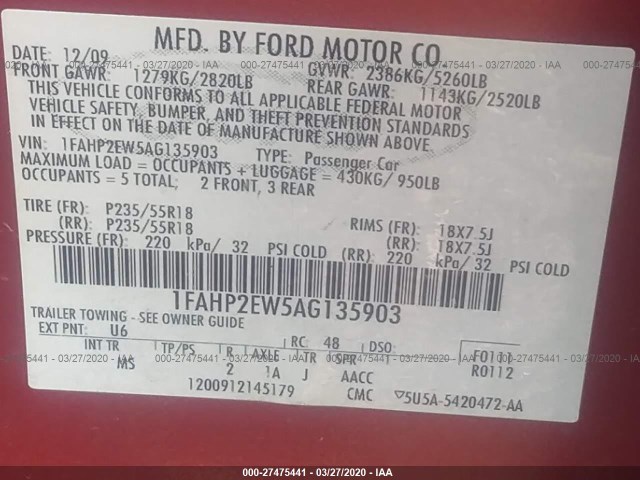 MFD. BY FORD MOTOR CO.
DATE: 12/09 GVWR: 2386KG/5260LB
FRONT GAWR: 1279KG/2820LB REAR GAWR: 1143KG/2520LB
THIS VEHICLE CONFORMS TO ALL APPLICABLE FEDERAL MOTOR
VEHICLE SAFETY, BUMPER, AND THEFT PREVENTION STANDARDS
IN EFFECT ON THE DATE OF MANUFACTURE SHOWN ABOVE.
VIN: 1FAHP2EW5AG135903 TYPE: Passenger Car
MAXIMUM LOAD = OCCUPANTS + LUGGAGE = 430KG/ 950LB
OCCUPANTS = 5 TOTAL; 2 FRONT, 3 REAR
TIRE (FR): P235/55R18 RIMS (FR): 18X7.5J
(RR): P235/55R18 (RR): 18X7.5J
PRESSURE (FR): 220 kPa/ 32 PSI COLD (RR): 220 kPa/ 32 PSI COLD
1FAHP2EW5AG135903
TRAILER TOWING - SEE OWNER GUIDE
EXT PNT: U6 RC: 48 DSO:
INT TR TP/PS R AXLE TR SPR
MS 2 1A J AACC
F0101
R0112
1200912145179 CMC 5U5A-5420472-AA
000-27475441 - 03/27/2020 - IAA